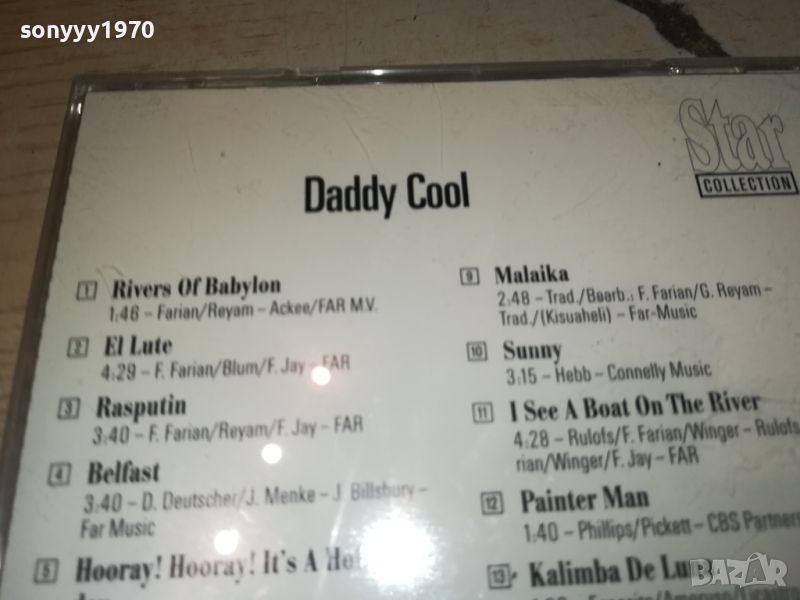 sonyyy1970
Star
COLLECTION
Daddy Cool
1 Rivers Of Babylon
1:46 – Farian/Reyam – Ackee/FAR M.V.
2 El Lute
4:29 – F. Farian/Blum/F. Jay – FAR
3 Rasputin
3:40 – F. Farian/Reyam/F. Jay – FAR
4 Belfast
3:40 – D. Deutscher/J. Menke – J. Billsbury –
Far Music
5 Hooray! Hooray! It's A
9 Malaika
2:48 – Trad./Bearb.: F. Farian/G. Reyam –
Trad./(Kisuaheli) – Far-Music
10 Sunny
3:15 – Hebb – Connelly Music
11 I See A Boat On The River
4:28 – Rulofs/F. Farian/Winger – Rulofs
rian/Winger/F. Jay – FAR
12 Painter Man
1:40 – Phillips/Pickett – CBS Partner
13 Kalimba De Luna
BAZAR